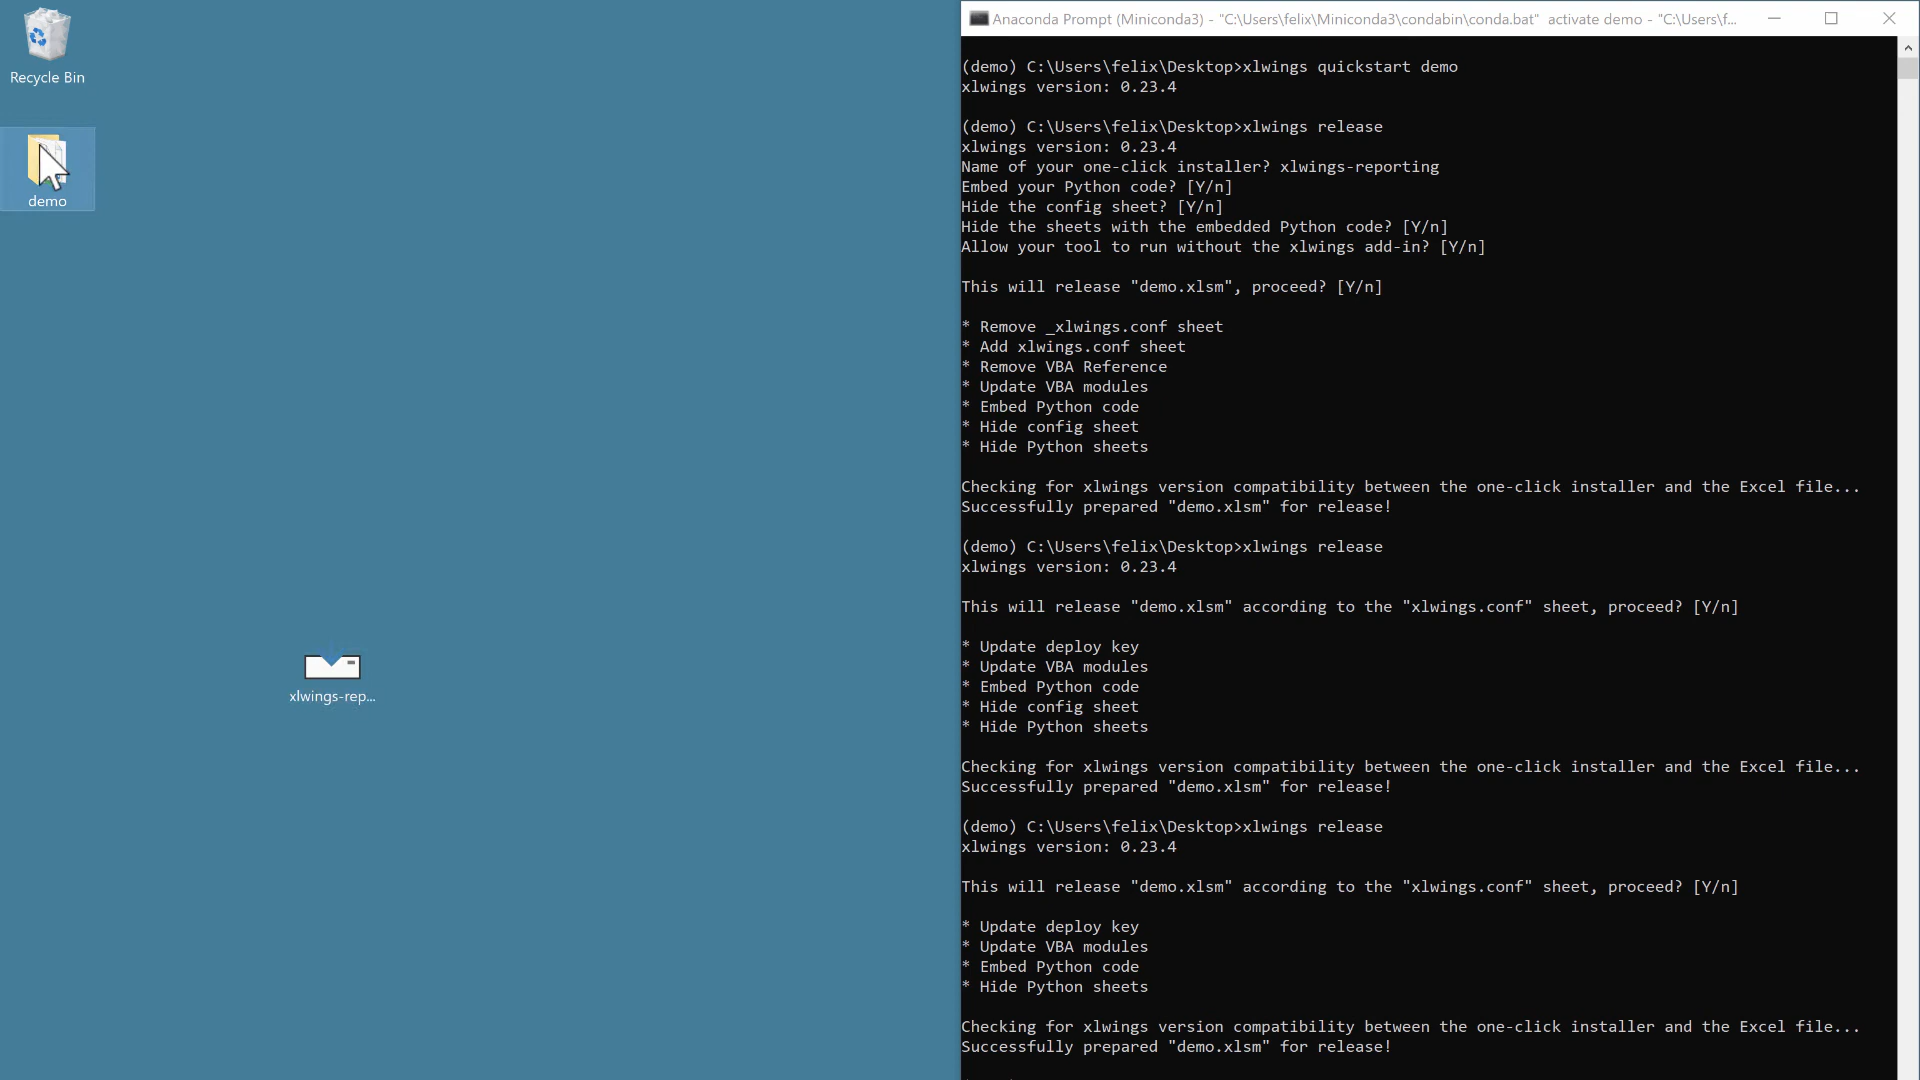 Recycle Bin
demo
xlwings-rep...
Anaconda Prompt (Miniconda3) - "C:\Users\felix\Miniconda3\condabin\conda.bat"  activate demo - "C:\Users\f...
(demo) C:\Users\felix\Desktop>xlwings quickstart demo
xlwings version: 0.23.4
(demo) C:\Users\felix\Desktop>xlwings release
xlwings version: 0.23.4
Name of your one-click installer? xlwings-reporting
Embed your Python code? [Y/n]
Hide the config sheet? [Y/n]
Hide the sheets with the embedded Python code? [Y/n]
Allow your tool to run without the xlwings add-in? [Y/n]
This will release "demo.xlsm", proceed? [Y/n]
* Remove _xlwings.conf sheet
* Add xlwings.conf sheet
* Remove VBA Reference
* Update VBA modules
* Embed Python code
* Hide config sheet
* Hide Python sheets
Checking for xlwings version compatibility between the one-click installer and the Excel file...
Successfully prepared "demo.xlsm" for release!
(demo) C:\Users\felix\Desktop>xlwings release
xlwings version: 0.23.4
This will release "demo.xlsm" according to the "xlwings.conf" sheet, proceed? [Y/n]
* Update deploy key
* Update VBA modules
* Embed Python code
* Hide config sheet
* Hide Python sheets
Checking for xlwings version compatibility between the one-click installer and the Excel file...
Successfully prepared "demo.xlsm" for release!
(demo) C:\Users\felix\Desktop>xlwings release
xlwings version: 0.23.4
This will release "demo.xlsm" according to the "xlwings.conf" sheet, proceed? [Y/n]
* Update deploy key
* Update VBA modules
* Embed Python code
* Hide Python sheets
Checking for xlwings version compatibility between the one-click installer and the Excel file...
Successfully prepared "demo.xlsm" for release!